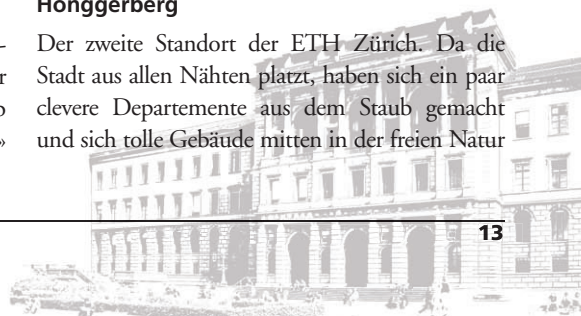 Hönggerberg
-
r
»
Der zweite Standort der ETH Zürich. Da die
Stadt aus allen Nähten platzt, haben sich ein paar
clevere Departemente aus dem Staub gemacht
und sich tolle Gebäude mitten in der freien Natur
13